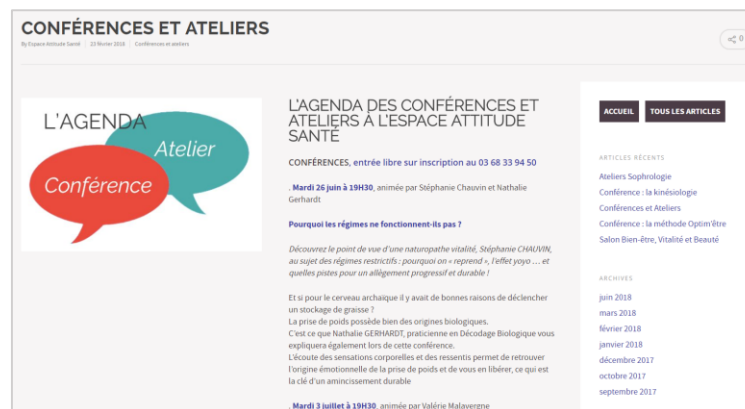 CONFÉRENCES ET ATELIERS
By Espace Attitude Santé | 23 février 2018 | Conférences et ateliers
0
L'AGENDA
Atelier
Conférence
L'AGENDA DES CONFÉRENCES ET
ATELIERS À L'ESPACE ATTITUDE
SANTÉ
CONFÉRENCES, entrée libre sur inscription au 03 68 33 94 50
. Mardi 26 juin à 19H30, animée par Stéphanie Chauvin et Nathalie
Gerhardt
Pourquoi les régimes ne fonctionnent-ils pas ?
Découvrez le point de vue d'une naturopathe vitalité, Stéphanie CHAUVIN,
au sujet des régimes restrictifs : pourquoi on « reprend », l'effet yoyo … et
quelles pistes pour un allègement progressif et durable !
Et si pour le cerveau archaïque il y avait de bonnes raisons de déclencher
un stockage de graisse ?
La prise de poids possède bien des origines biologiques.
C'est ce que Nathalie GERHARDT, praticienne en Décodage Biologique vous
expliquera également lors de cette conférence.
L'écoute des sensations corporelles et des ressentis permet de retrouver
l'origine émotionnelle de la prise de poids et de vous en libérer, ce qui est
la clé d'un amincissement durable
. Mardi 3 juillet à 19H30, animée par Valérie Malavergne
ACCUEIL
TOUS LES ARTICLES
ARTICLES RÉCENTS
Ateliers Sophrologie
Conférence : la kinésiologie
Conférences et Ateliers
Conférence : la méthode Optim'être
Salon Bien-être, Vitalité et Beauté
ARCHIVES
juin 2018
mars 2018
février 2018
janvier 2018
décembre 2017
octobre 2017
septembre 2017